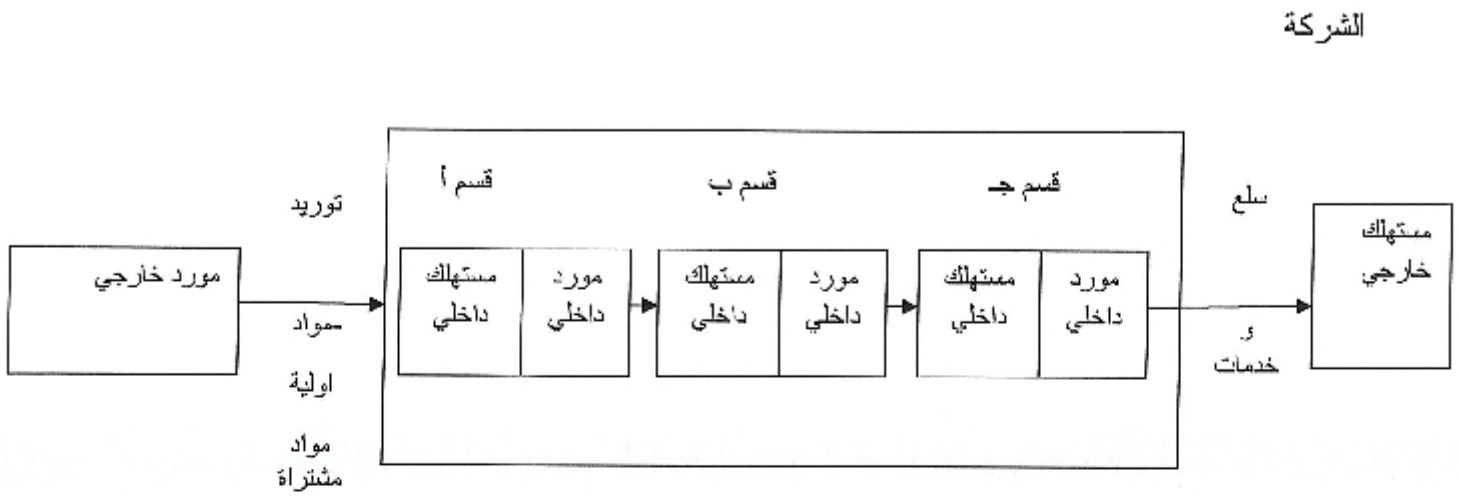 الشركة
قسم أ
قسم ب
قسم جـ
توريد
سلع
مورد خارجي
مستهلك
داخلي
مورد
داخلي
مستهلك
داخلي
مورد
داخلي
مستهلك
داخلي
مورد
داخلي
مستهلك
خارجي
-مواد
اولية
مواد
مشتراة
و
خدمات